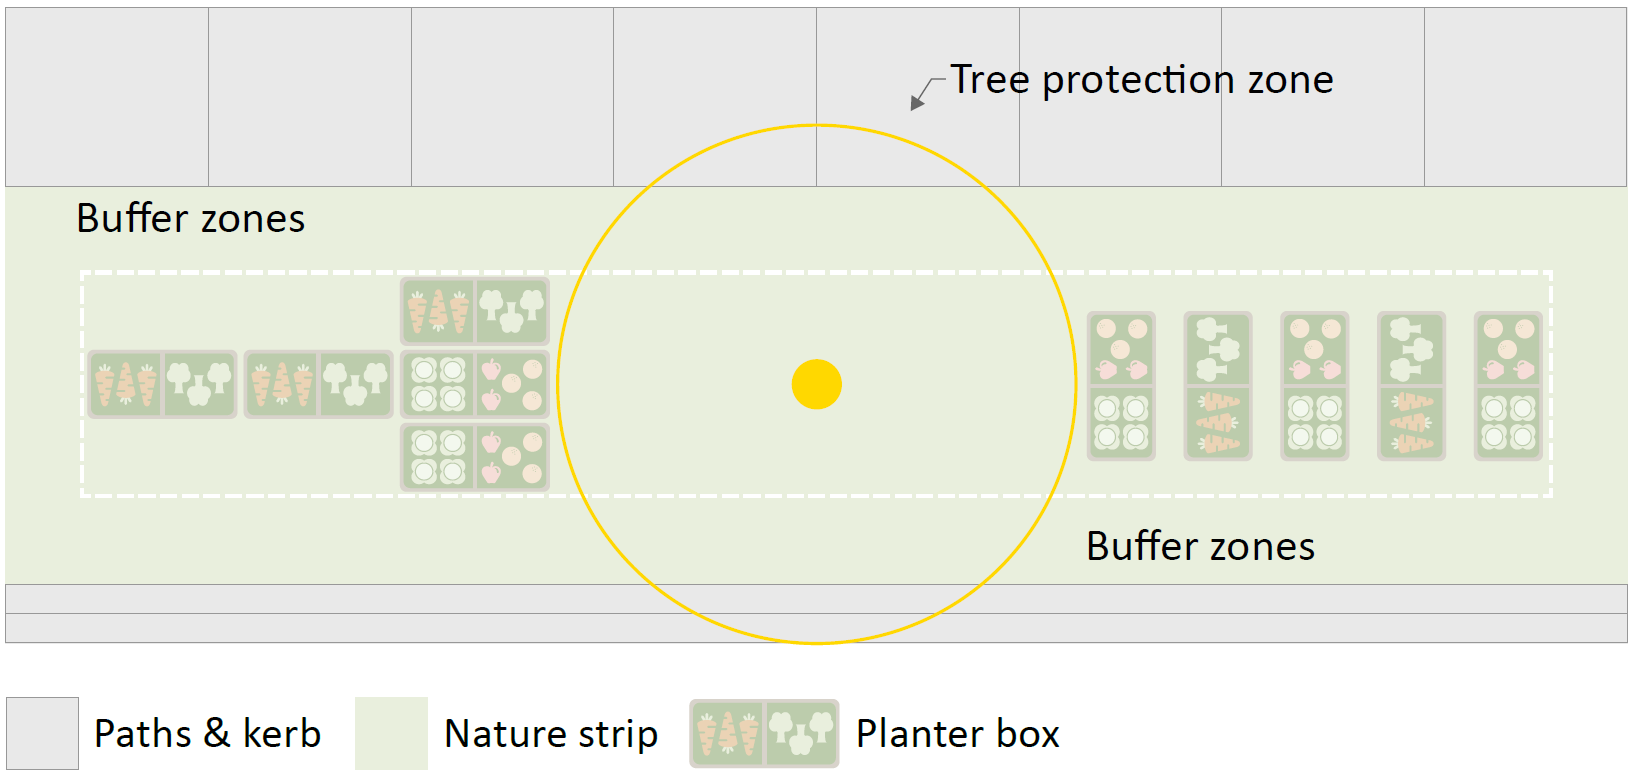 Tree protection zone
Buffer zones
Buffer zones
Paths & kerb
Nature strip
Planter box